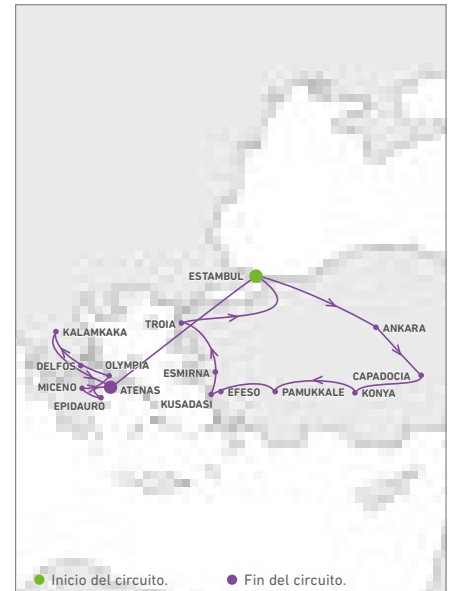 ESTAMBUL
TROIA
ANKARA
KALAMKAKA
DELFOS
OLYMPIA
ESMIRNA
CAPADOCIA
MICENO
ATENAS
EFESO
PAMUKKALE
KONYA
EPIDAURO
KUSADASI
Inicio del circuito.
Fin del circuito.